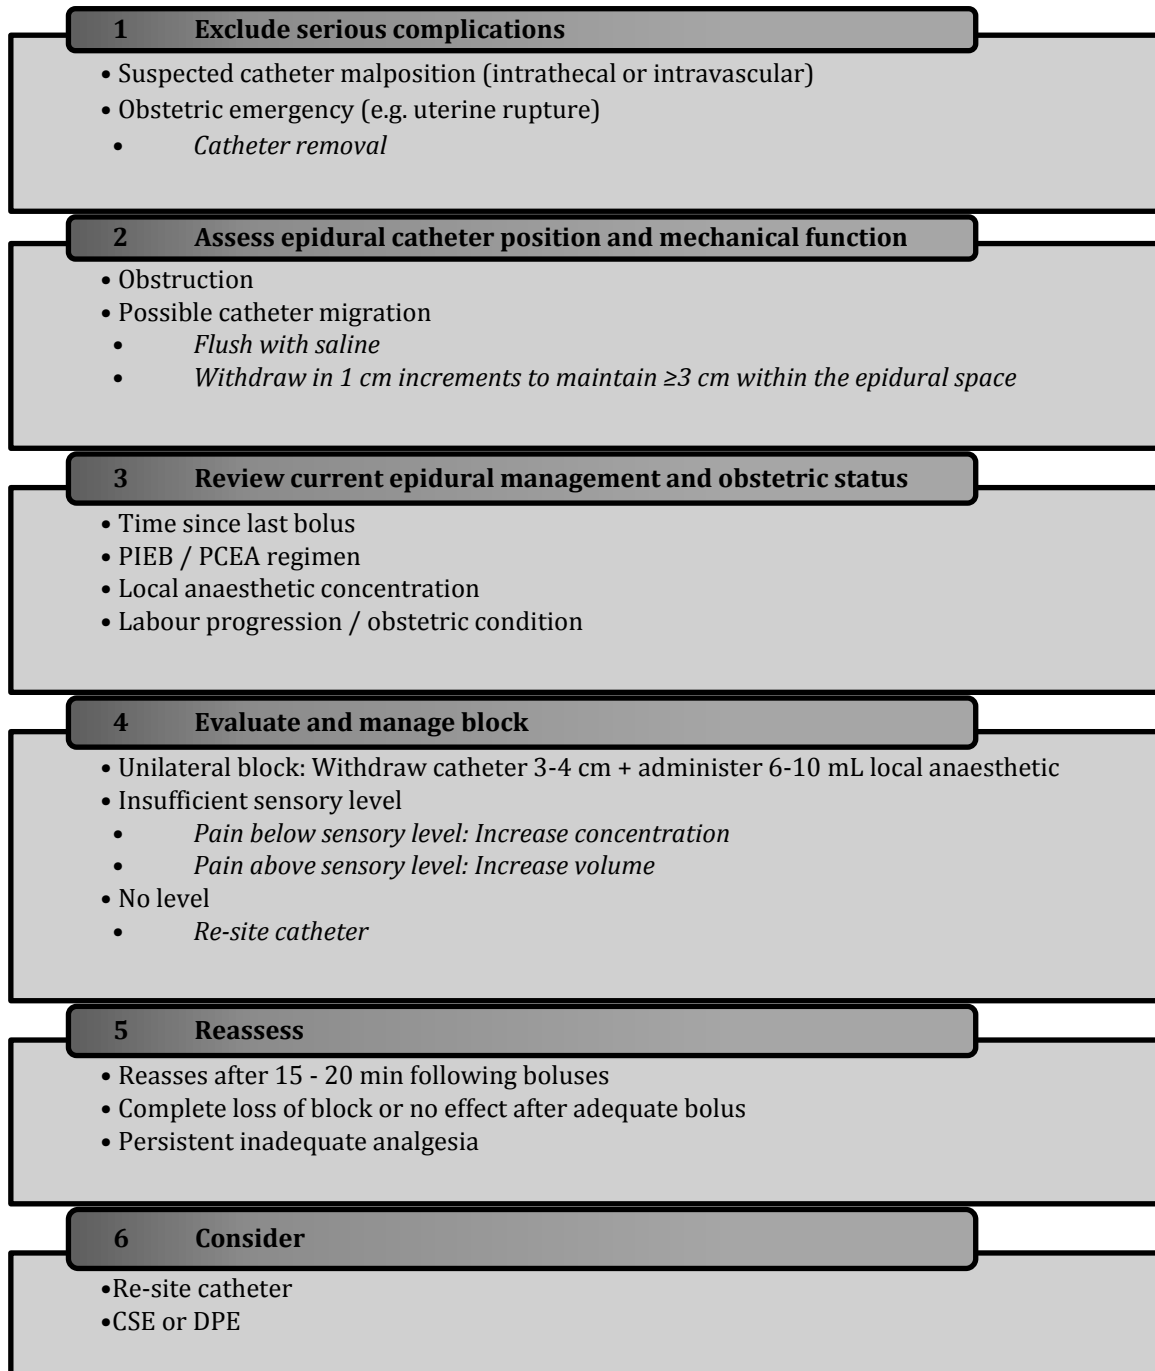 1 Exclude serious complications
• Suspected catheter malposition (intrathecal or intravascular)
• Obstetric emergency (e.g. uterine rupture)
• Catheter removal
2 Assess epidural catheter position and mechanical function
• Obstruction
• Possible catheter migration
• Flush with saline
• Withdraw in 1 cm increments to maintain ≥3 cm within the epidural space
3 Review current epidural management and obstetric status
• Time since last bolus
• PIEB / PCEA regimen
• Local anaesthetic concentration
• Labour progression / obstetric condition
4 Evaluate and manage block
• Unilateral block: Withdraw catheter 3-4 cm + administer 6-10 mL local anaesthetic
• Insufficient sensory level
• Pain below sensory level: Increase concentration
• Pain above sensory level: Increase volume
• No level
• Re-site catheter
5 Reassess
• Reasses after 15 - 20 min following boluses
• Complete loss of block or no effect after adequate bolus
• Persistent inadequate analgesia
6 Consider
•Re-site catheter
•CSE or DPE